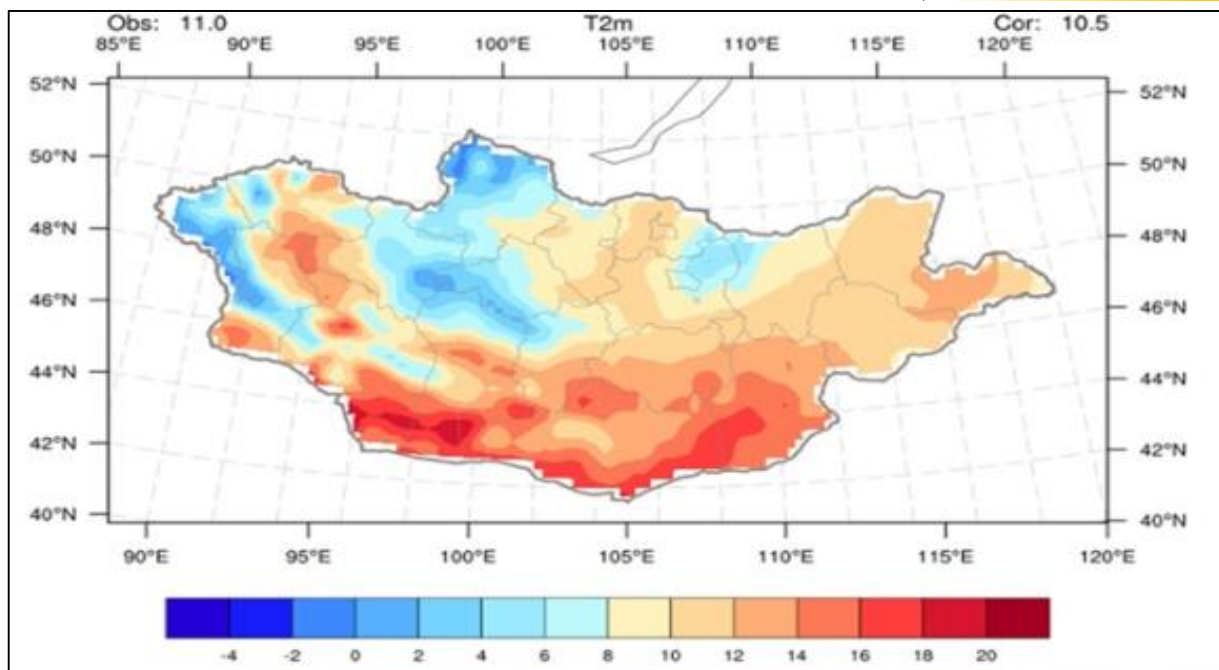 Obs: 11.0 T2m Cor: 10.5
85°E 90°E 95°E 100°E 105°E 110°E 115°E 120°E
52°N 52°N
50°N 50°N
48°N 48°N
46°N 46°N
44°N 44°N
42°N 42°N
40°N 40°N
90°E 95°E 100°E 105°E 110°E 115°E 120°E
-4 -2 0 2 4 6 8 10 12 14 16 18 20